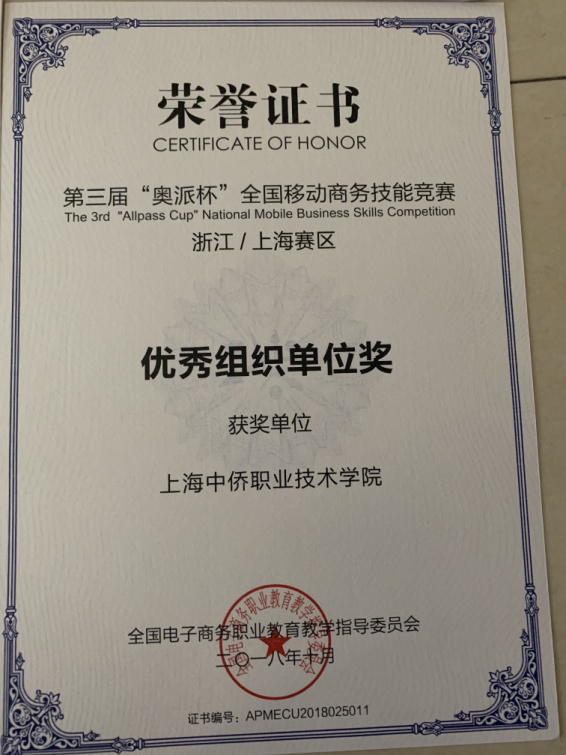 荣誉证书
CERTIFICATE OF HONOR
第三届“奥派杯”全国移动商务技能竞赛
The 3rd "Allpass Cup" National Mobile Business Skills Competition
浙江/上海赛区
优秀组织单位奖
获奖单位
上海中侨职业技术学院
全国电子商务职业教育教学指导委员会
二〇一八年十月
证书编号：APMECU2018025011